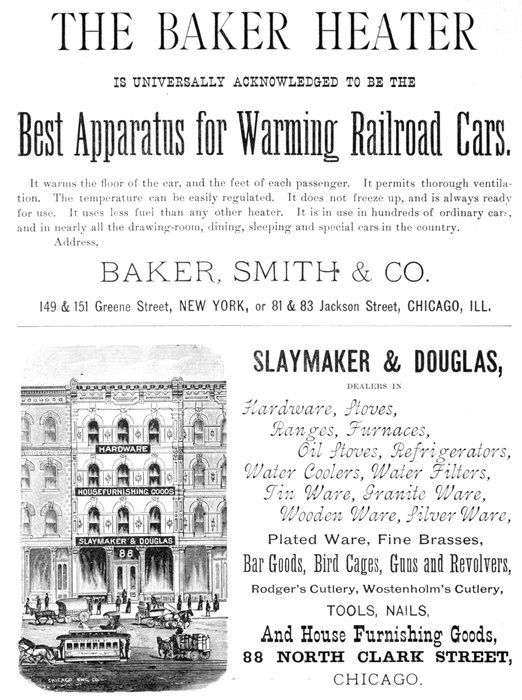 THE BAKER HEATER
IS UNIVERSALLY ACKNOWLEDGED TO BE THE
Best Apparatus for Warming Railroad Cars.
It warms the floor of the car, and the feet of each passenger. It permits thorough ventila-
tion. The temperature can be easily regulated. It does not freeze up, and is always ready
for use. It uses less fuel than any other heater. It is in use in hundreds of ordinary cars,
and in nearly all the drawing-room, dining, sleeping and special cars in the country.
Address,
BAKER, SMITH & CO.
149 & 151 Greene Street, NEW YORK, or 81 & 83 Jackson Street, CHICAGO, ILL.
HARDWARE
HOUSEFURNISHING GOODS
SLAYMAKER & DOUGLAS
88
CHICAGO ENG. CO.
SLAYMAKER & DOUGLAS,
DEALERS IN
Hardware, Stoves,
Ranges, Furnaces,
Oil Stoves, Refrigerators,
Water Coolers, Water Filters,
Tin Ware, Granite Ware,
Wooden Ware, Silver Ware,
Plated Ware, Fine Brasses,
Bar Goods, Bird Cages, Guns and Revolvers,
Rodger's Cutlery, Wostenholm's Cutlery,
TOOLS, NAILS,
And House Furnishing Goods,
88 NORTH CLARK STREET,
CHICAGO.